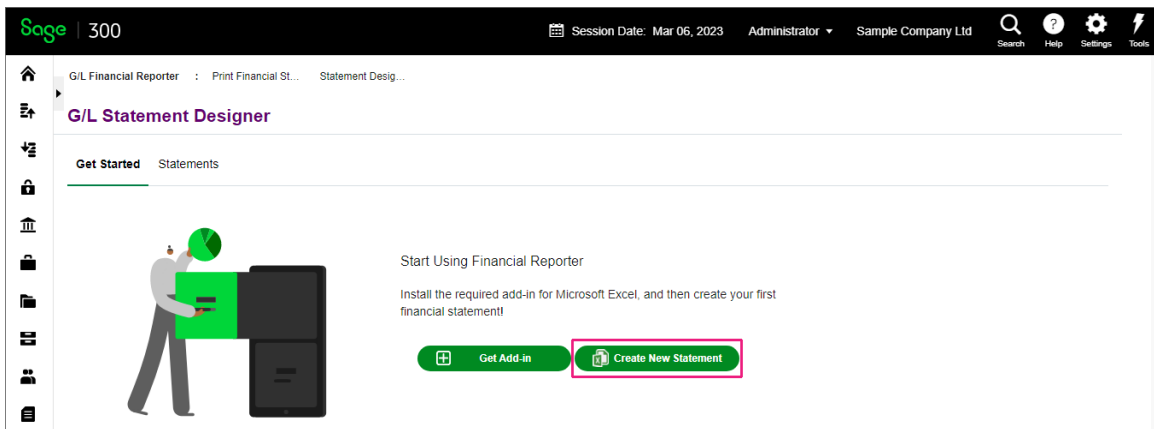 Sage 300 Session Date: Mar 06, 2023 Administrator Sample Company Ltd Search Help Settings Tools
G/L Financial Reporter : Print Financial St... Statement Desig...
G/L Statement Designer
Get Started Statements
Start Using Financial Reporter
Install the required add-in for Microsoft Excel, and then create your first
financial statement!
Get Add-in Create New Statement